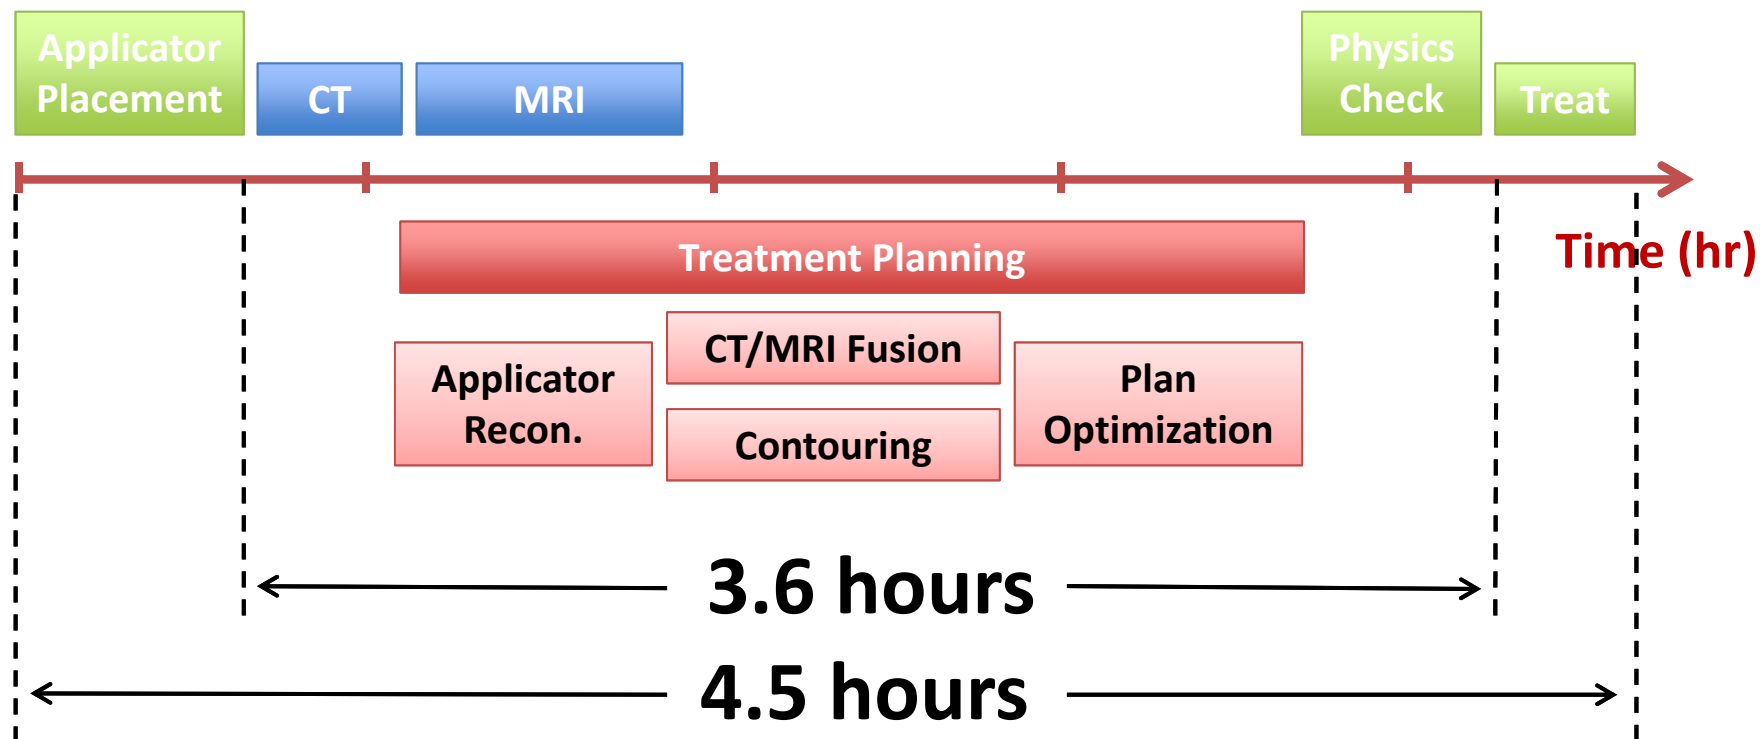 Applicator
Placement
CT
MRI
Physics
Check
Treat
Time (hr)
Treatment Planning
Applicator
Recon.
CT/MRI Fusion
Contouring
Plan
Optimization
3.6 hours
4.5 hours